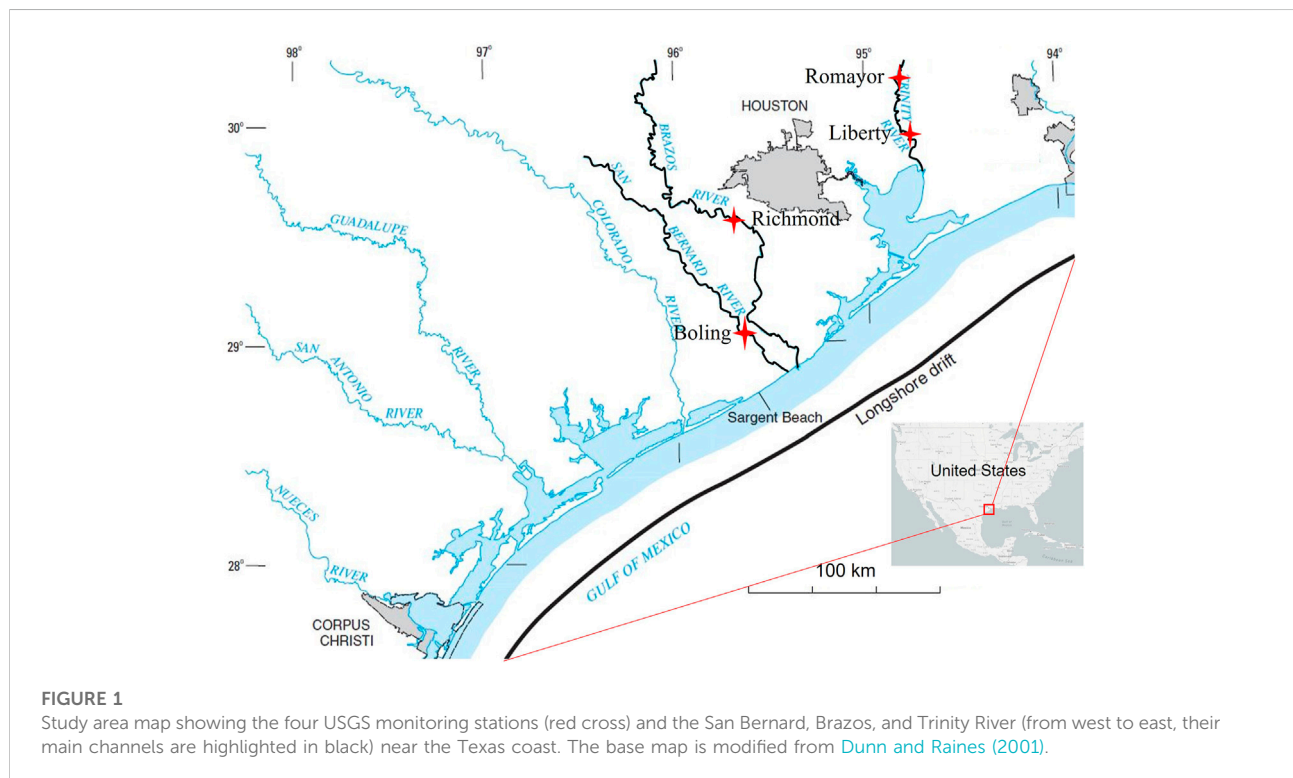 98°
97°
96°
95°
94°
Romayor
TRINITY
RIVER
Liberty
HOUSTON
30°
BRAZOS
RIVER
SAN
BERNARD
RIVER
Richmond
COLORADO
RIVER
GUADALUPE
RIVER
Boling
29°
SAN
ANTONIO
RIVER
Sargent Beach
Longshore drift
United States
NUECES
RIVER
28°
GULF OF MEXICO
100 km
CORPUS
CHRISTI
FIGURE 1
Study area map showing the four USGS monitoring stations (red cross) and the San Bernard, Brazos, and Trinity River (from west to east, their
main channels are highlighted in black) near the Texas coast. The base map is modified from Dunn and Raines (2001).